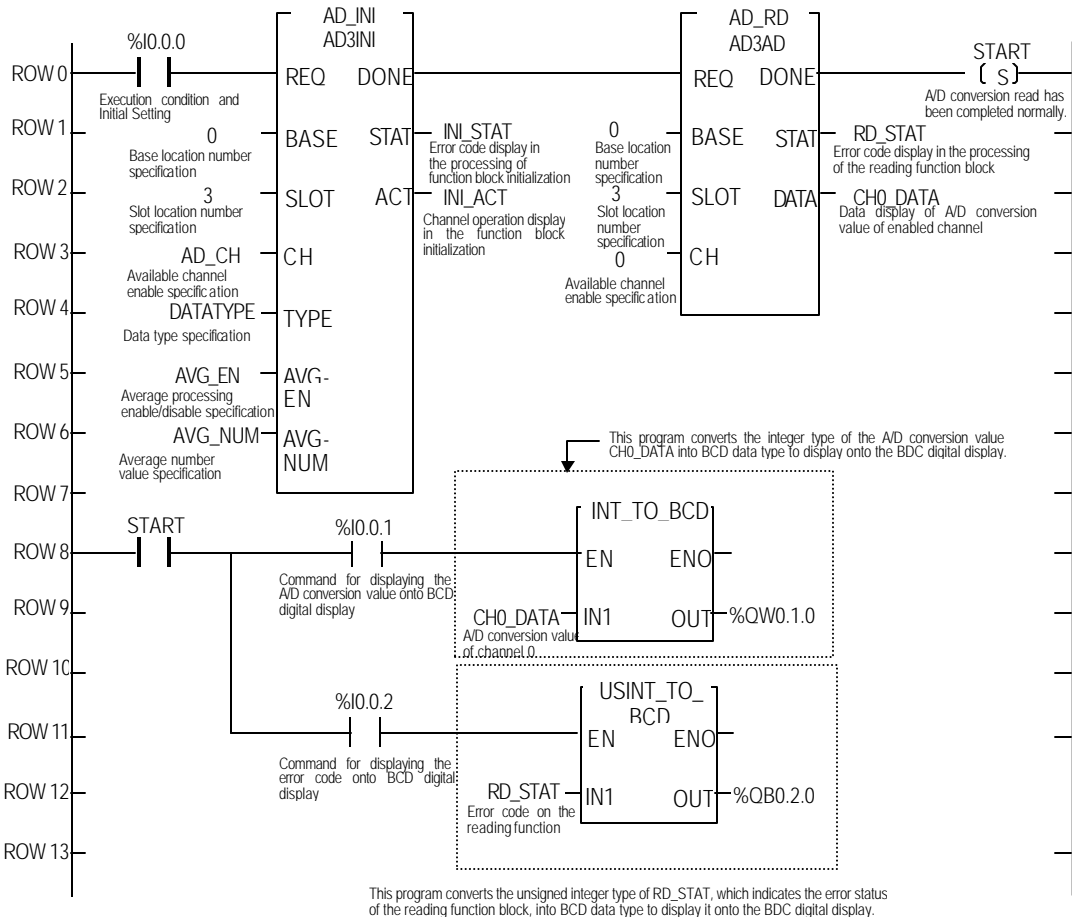 AD_INI
AD3INI
AD_RD
AD3AD
%I0.0.0
START
ROW 0
REQ DONE
REQ DONE
( S )
Execution condition and
Initial Setting
A/D conversion read has
been completed normally.
ROW 1
0
BASE STAT
INI_STAT
0
BASE STAT
RD_STAT
Base location number
specification
Error code display in
the processing of
function block initialization
Base location
number
specification
Error code display in the processing
of the reading function block
ROW 2
3
SLOT ACT
INI_ACT
3
SLOT DATA
CH0_DATA
Slot location number
specification
Channel operation display
in the function block
initialization
Slot location
number
specification
Data display of A/D conversion
value of enabled channel
ROW 3
AD_CH
CH
0
CH
Available channel
enable specification
Available channel
enable specification
ROW 4
DATATYPE
TYPE
Data type specification
ROW 5
AVG_EN
AVG-
EN
Average processing
enable/disable specification
ROW 6
AVG_NUM
AVG-
NUM
Average number
value specification
This program converts the integer type of the A/D conversion value
CH0_DATA into BCD data type to display onto the BDC digital display.
ROW 7
START
%I0.0.1
INT_TO_BCD
ROW 8
EN ENO
Command for displaying the
A/D conversion value onto BCD
digital display
ROW 9
CH0_DATA
IN1 OUT
%QW0.1.0
A/D conversion value
of channel 0
ROW 10
%I0.0.2
USINT_TO_
BCD
ROW 11
EN ENO
Command for displaying the
error code onto BCD digital
display
ROW 12
RD_STAT
IN1 OUT
%QB0.2.0
Error code on the
reading function
ROW 13
This program converts the unsigned integer type of RD_STAT, which indicates the error status
of the reading function block, into BCD data type to display it onto the BDC digital display.